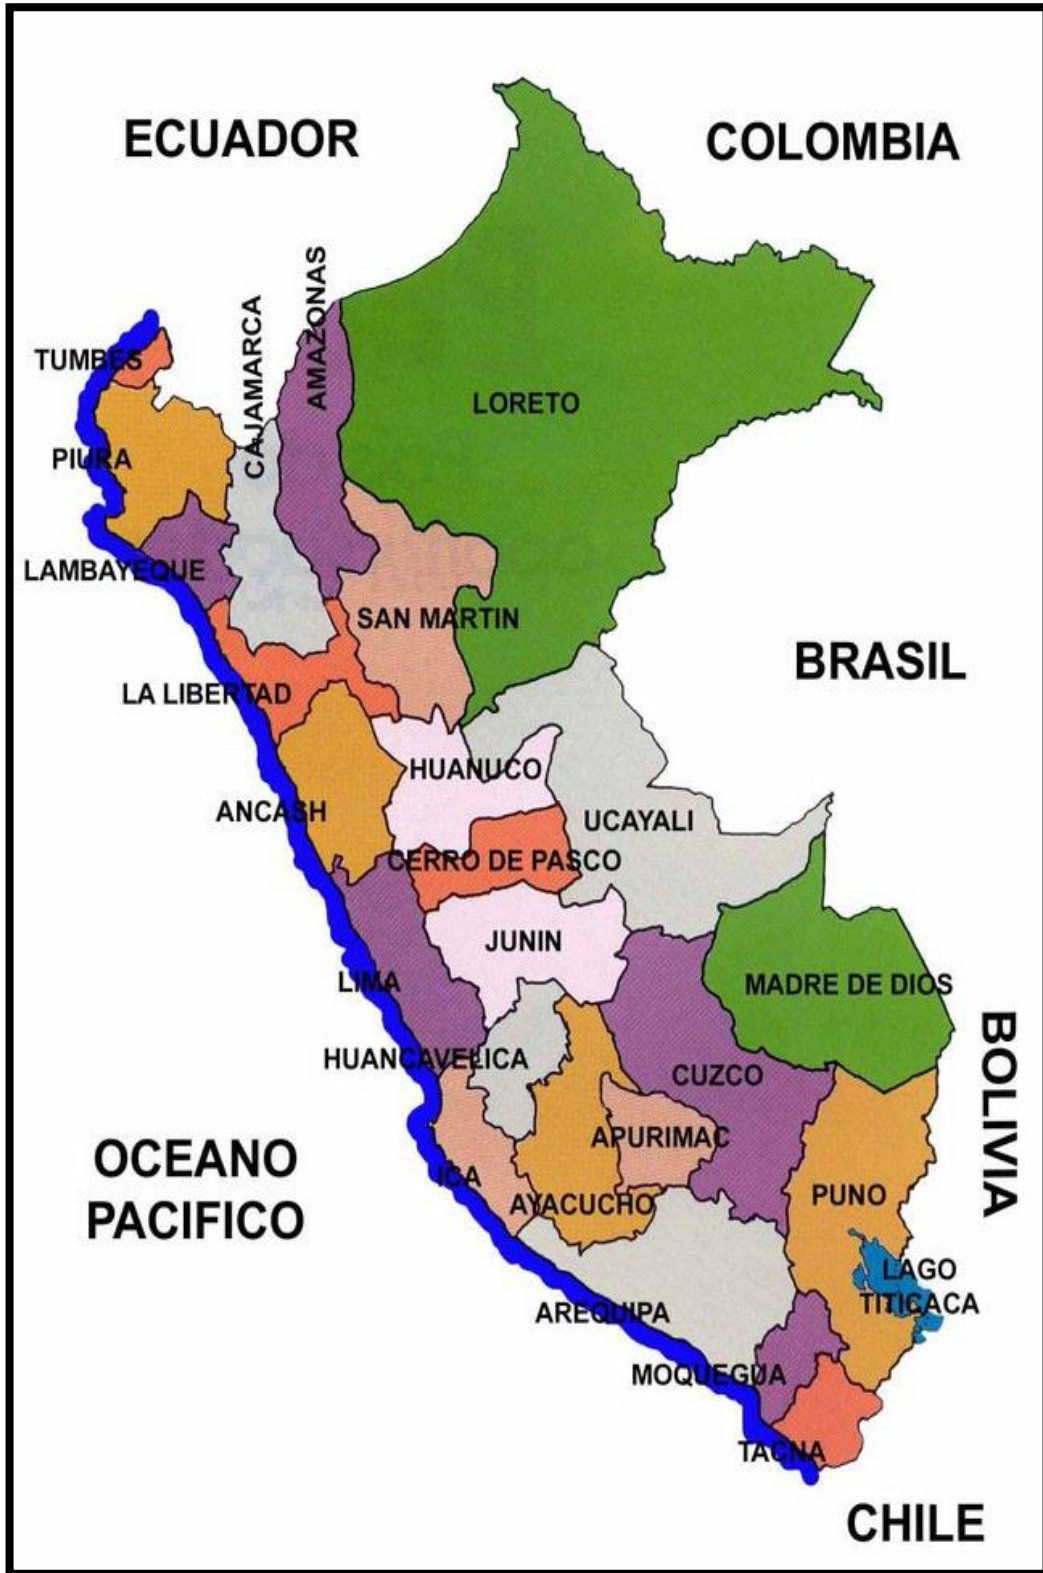 ECUADOR
COLOMBIA
AMAZONAS
CAJAMARCA
TUMBES
LORETO
PIURA
LAMBAYEQUE
SAN MARTIN
BRASIL
LA LIBERTAD
HUANUCO
ANCASH
UCAYALI
CERRO DE PASCO
JUNIN
LIMA
MADRE DE DIOS
HUANCAVELICA
CUZCO
BOLIVIA
APURIMAC
OCEANO
PACIFICO
ICA
AYACUCHO
PUNO
LAGO
TITICACA
AREQUIPA
MOQUEGUA
TACNA
CHILE